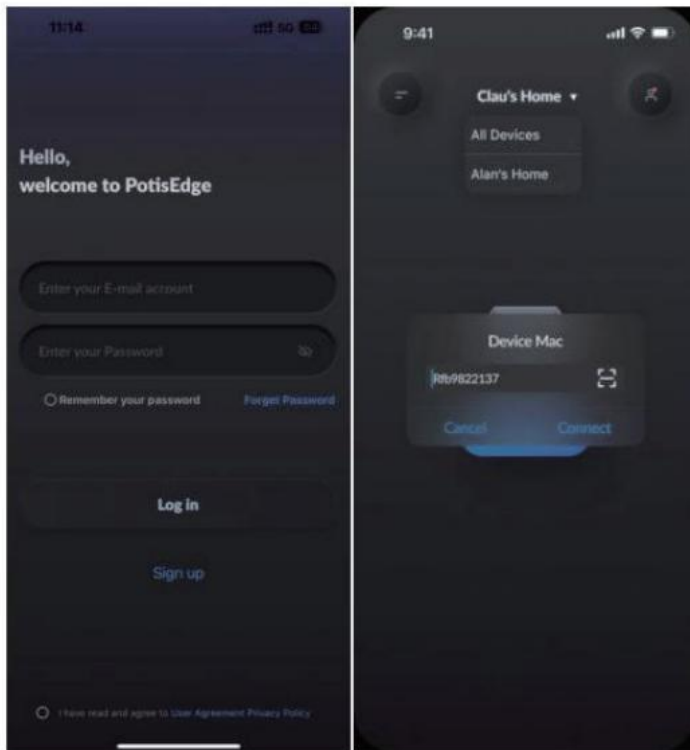 11:14
5G 64
Hello,
welcome to PotisEdge
Enter your E-mail account
Enter your Password
Remember your password
Forget Password
Log in
Sign up
I have read and agree to User Agreement Privacy Policy
9:41
Clau's Home
All Devices
Alan's Home
Device Mac
Rfb9822137
Cancel
Connect